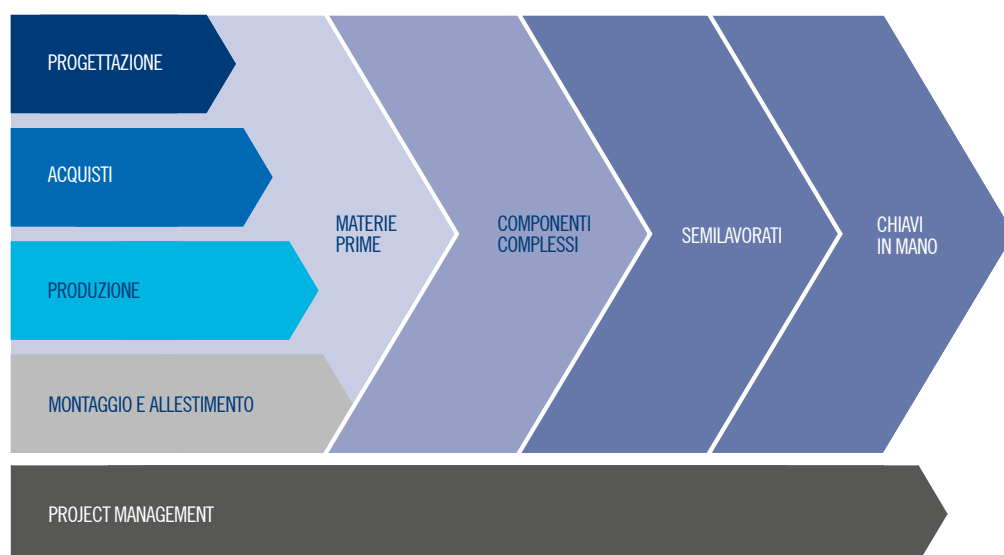 PROGETTAZIONE
ACQUISTI
PRODUZIONE
MONTAGGIO E ALLESTIMENTO
MATERIE
PRIME
COMPONENTI
COMPLESSI
SEMILAVORATI
CHIAVI
IN MANO
PROJECT MANAGEMENT